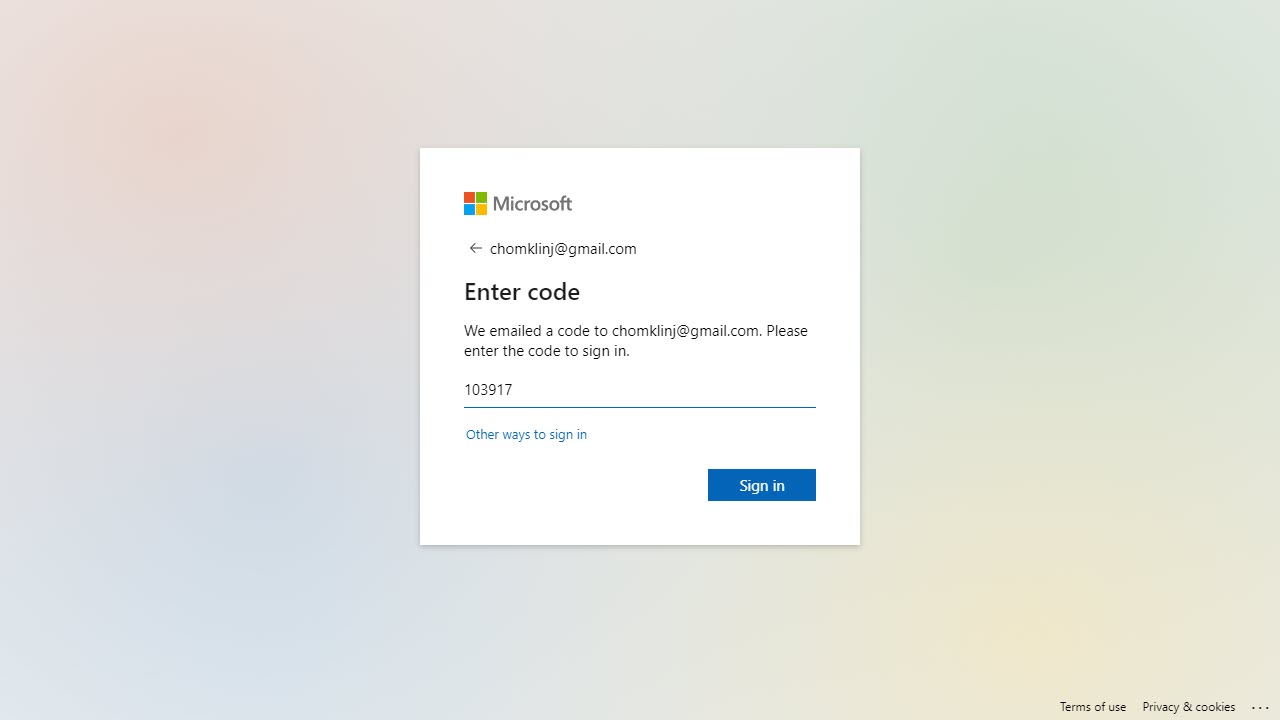 Microsoft
chomklinj@gmail.com
Enter code
We emailed a code to chomklinj@gmail.com. Please
enter the code to sign in.
103917
Other ways to sign in
Sign in
Terms of use Privacy & cookies ...